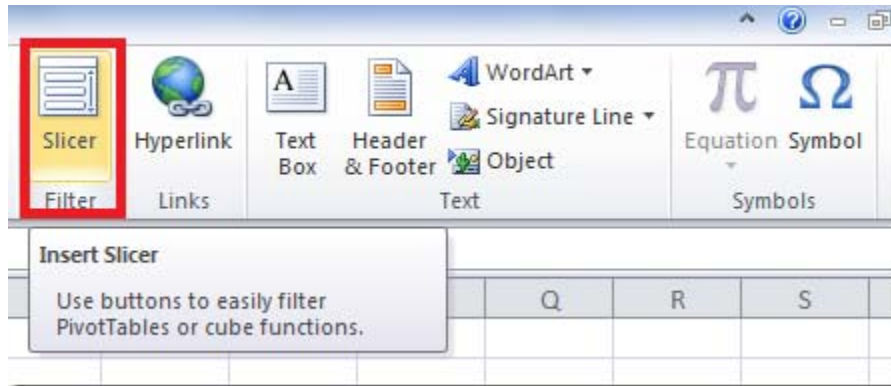 Slicer
Hyperlink
Text
Box
Header
& Footer
WordArt
Signature Line
Object
Equation
Symbol
Filter
Links
Text
Symbols
Insert Slicer
Use buttons to easily filter
PivotTables or cube functions.
Q
R
S